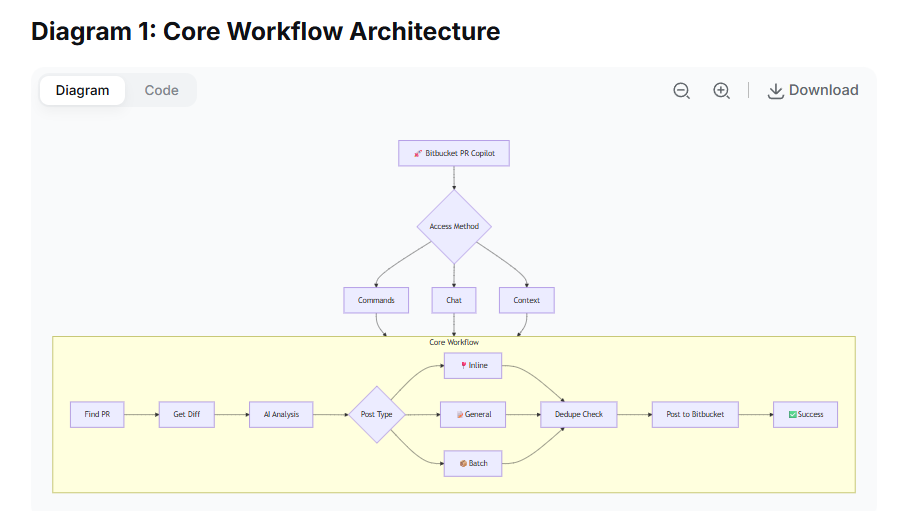 Diagram 1: Core Workflow Architecture
Diagram Code Download
🚀 Bitbucket PR Copilot
Access Method
Commands Chat Context
Core Workflow
📍 Inline
Find PR Get Diff AI Analysis Post Type General Dedupe Check Post to Bitbucket ✅ Success
📦 Batch